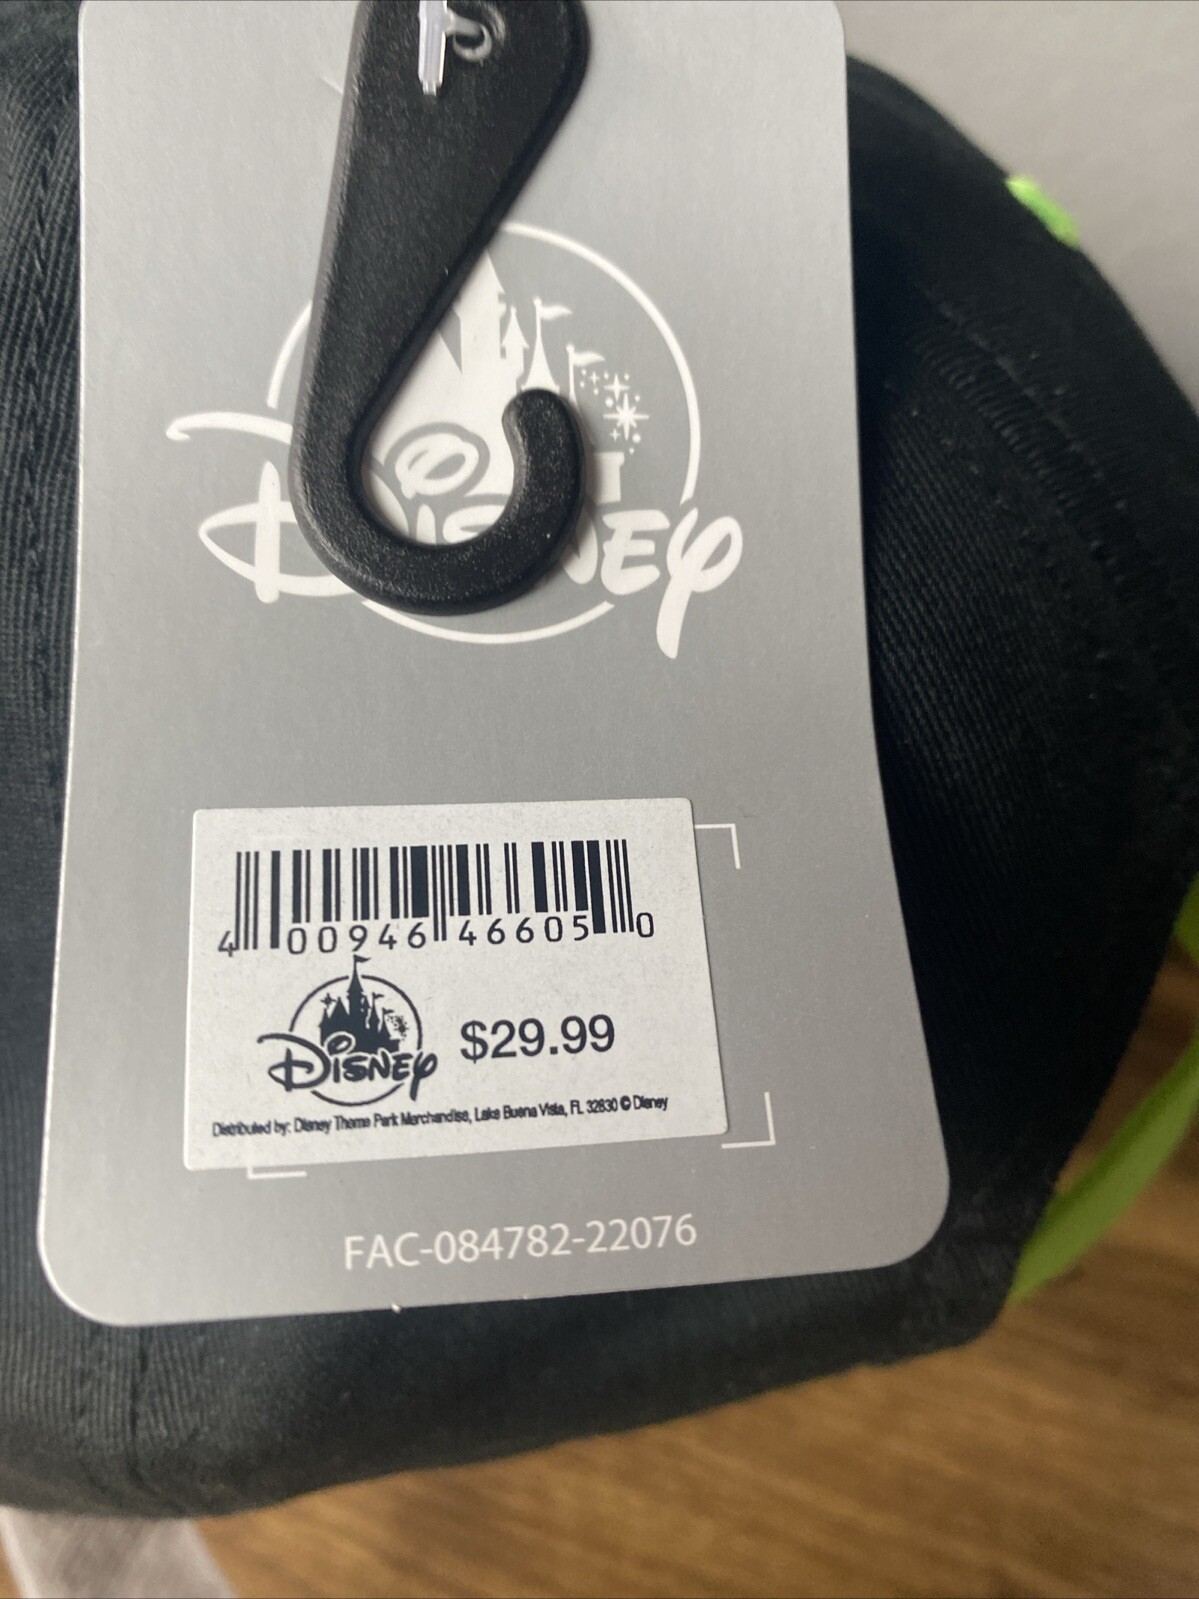 Disney
4 00946 46605 0
Disney $29.99
Distributed by: Disney Theme Park Merchandise, Lake Buena Vista, FL 32830 © Disney
FAC-084782-22076